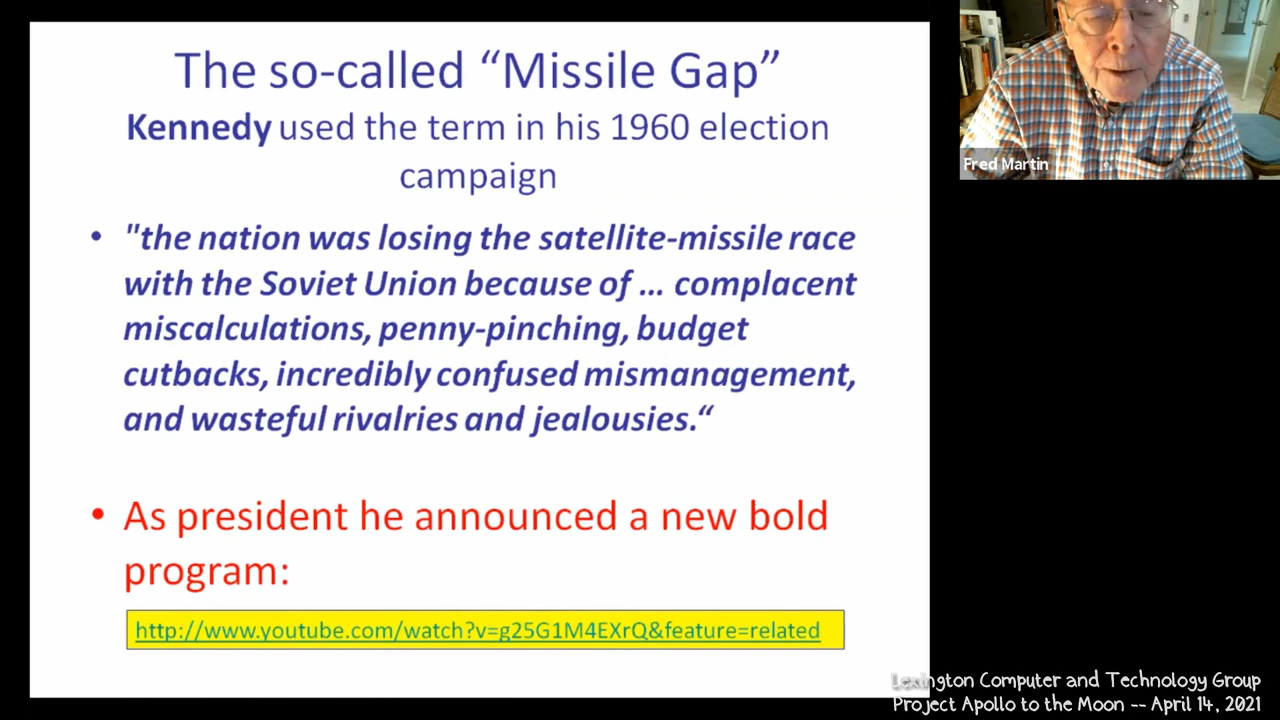 The so-called “Missile Gap”
Kennedy used the term in his 1960 election
campaign
• "the nation was losing the satellite-missile race
with the Soviet Union because of ... complacent
miscalculations, penny-pinching, budget
cutbacks, incredibly confused mismanagement,
and wasteful rivalries and jealousies.“
• As president he announced a new bold
program:
http://www.youtube.com/watch?v=g25G1M4EXrQ&feature=related
Fred Martin
Lexington Computer and Technology Group
Project Apollo to the Moon -- April 14, 2021